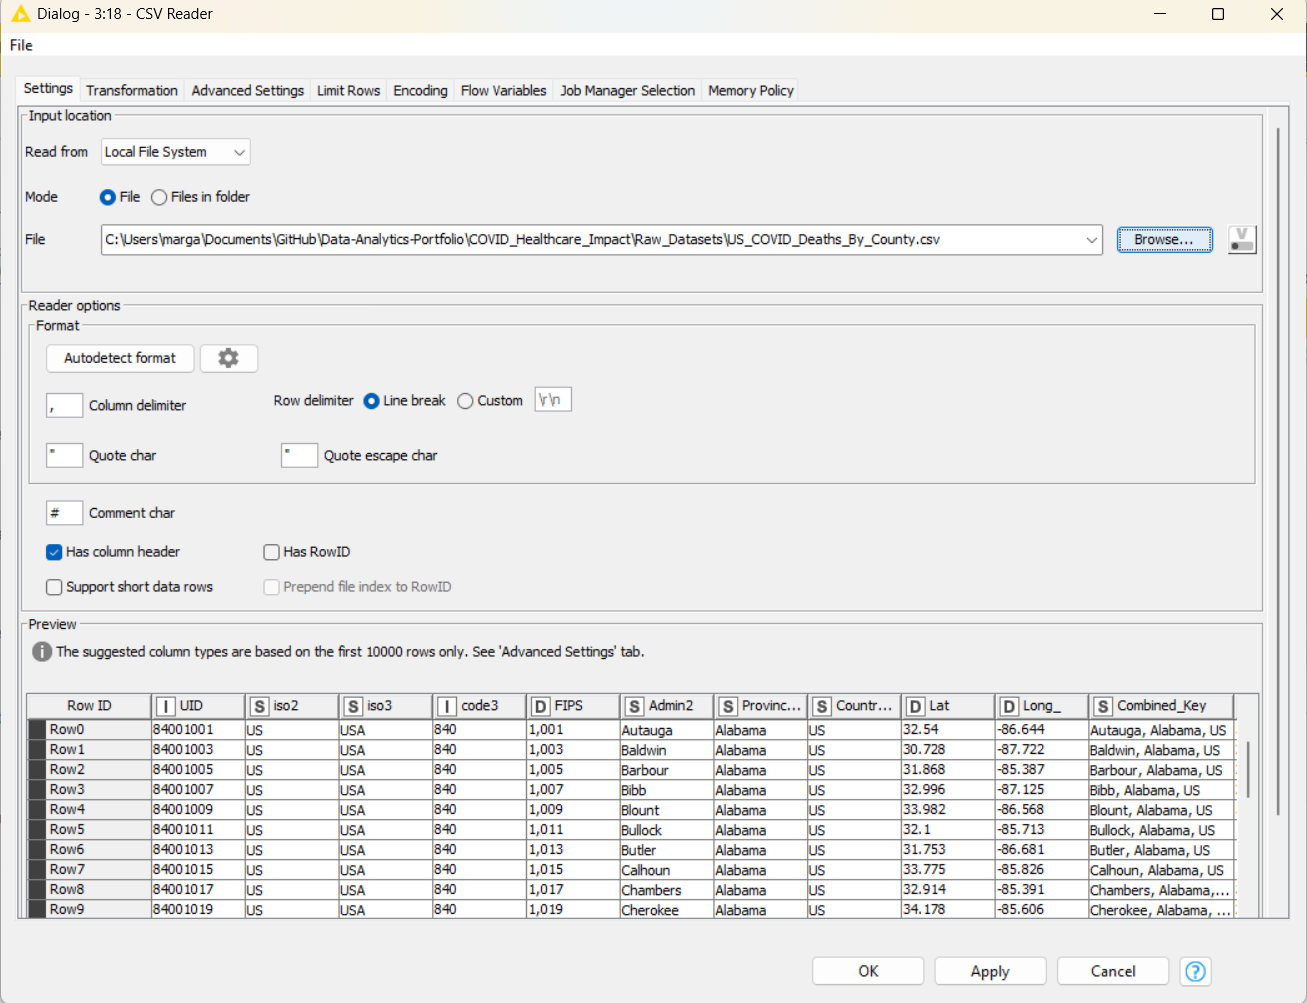 Dialog - 3:18 - CSV Reader
File
Settings Transformation Advanced Settings Limit Rows Encoding Flow Variables Job Manager Selection Memory Policy
Input location
Read from Local File System
Mode File Files in folder
File C:\Users\marga\Documents\GitHub\Data-Analytics-Portfolio\COVID_Healthcare_Impact\Raw_Datasets\US_COVID_Deaths_By_County.csv Browse... V
Reader options
Format
Autodetect format
, Column delimiter Row delimiter Line break Custom \r\n
" Quote char " Quote escape char
# Comment char
Has column header Has RowID
Support short data rows Prepend file index to RowID
Preview
i The suggested column types are based on the first 10000 rows only. See 'Advanced Settings' tab.
Row ID I UID S iso2 S iso3 I code3 D FIPS S Admin2 S Provinc... S Countr... D Lat D Long_ S Combined_Key
Row0 84001001 US USA 840 1,001 Autauga Alabama US 32.54 -86.644 Autauga, Alabama, US
Row1 84001003 US USA 840 1,003 Baldwin Alabama US 30.728 -87.722 Baldwin, Alabama, US
Row2 84001005 US USA 840 1,005 Barbour Alabama US 31.868 -85.387 Barbour, Alabama, US
Row3 84001007 US USA 840 1,007 Bibb Alabama US 32.996 -87.125 Bibb, Alabama, US
Row4 84001009 US USA 840 1,009 Blount Alabama US 33.982 -86.568 Blount, Alabama, US
Row5 84001011 US USA 840 1,011 Bullock Alabama US 32.1 -85.713 Bullock, Alabama, US
Row6 84001013 US USA 840 1,013 Butler Alabama US 31.753 -86.681 Butler, Alabama, US
Row7 84001015 US USA 840 1,015 Calhoun Alabama US 33.775 -85.826 Calhoun, Alabama, US
Row8 84001017 US USA 840 1,017 Chambers Alabama US 32.914 -85.391 Chambers, Alabama,...
Row9 84001019 US USA 840 1,019 Cherokee Alabama US 34.178 -85.606 Cherokee, Alabama, ...
OK Apply Cancel ?